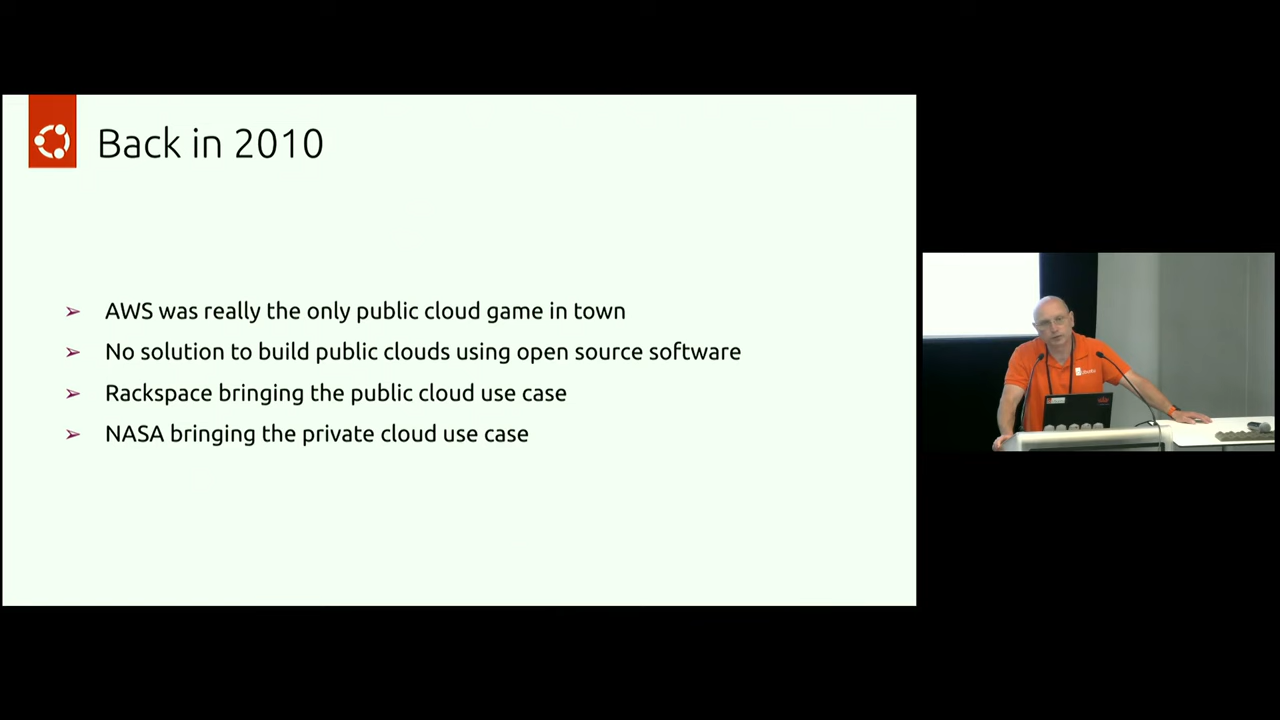 Back in 2010
➢ AWS was really the only public cloud game in town
➢ No solution to build public clouds using open source software
➢ Rackspace bringing the public cloud use case
➢ NASA bringing the private cloud use case